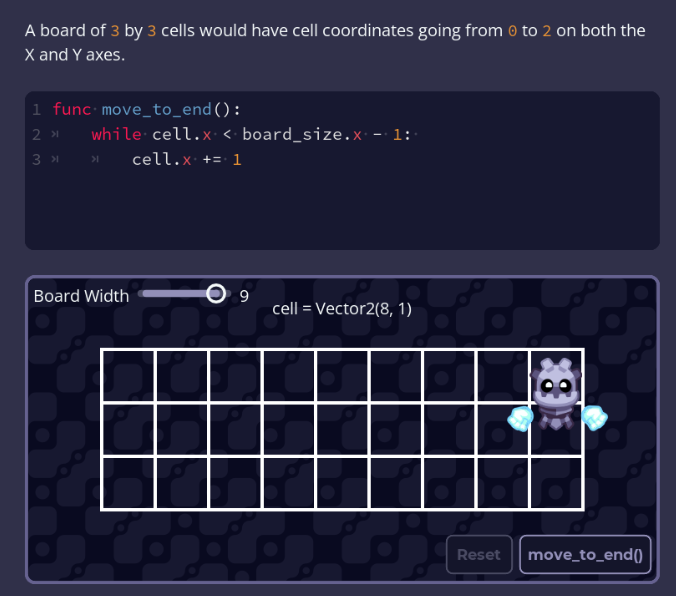 A board of 3 by 3 cells would have cell coordinates going from 0 to 2 on both the
X and Y axes.
1 func move_to_end():
2 while cell.x < board_size.x - 1:
3 cell.x += 1
Board Width 9
cell = Vector2(8, 1)
Reset move_to_end()